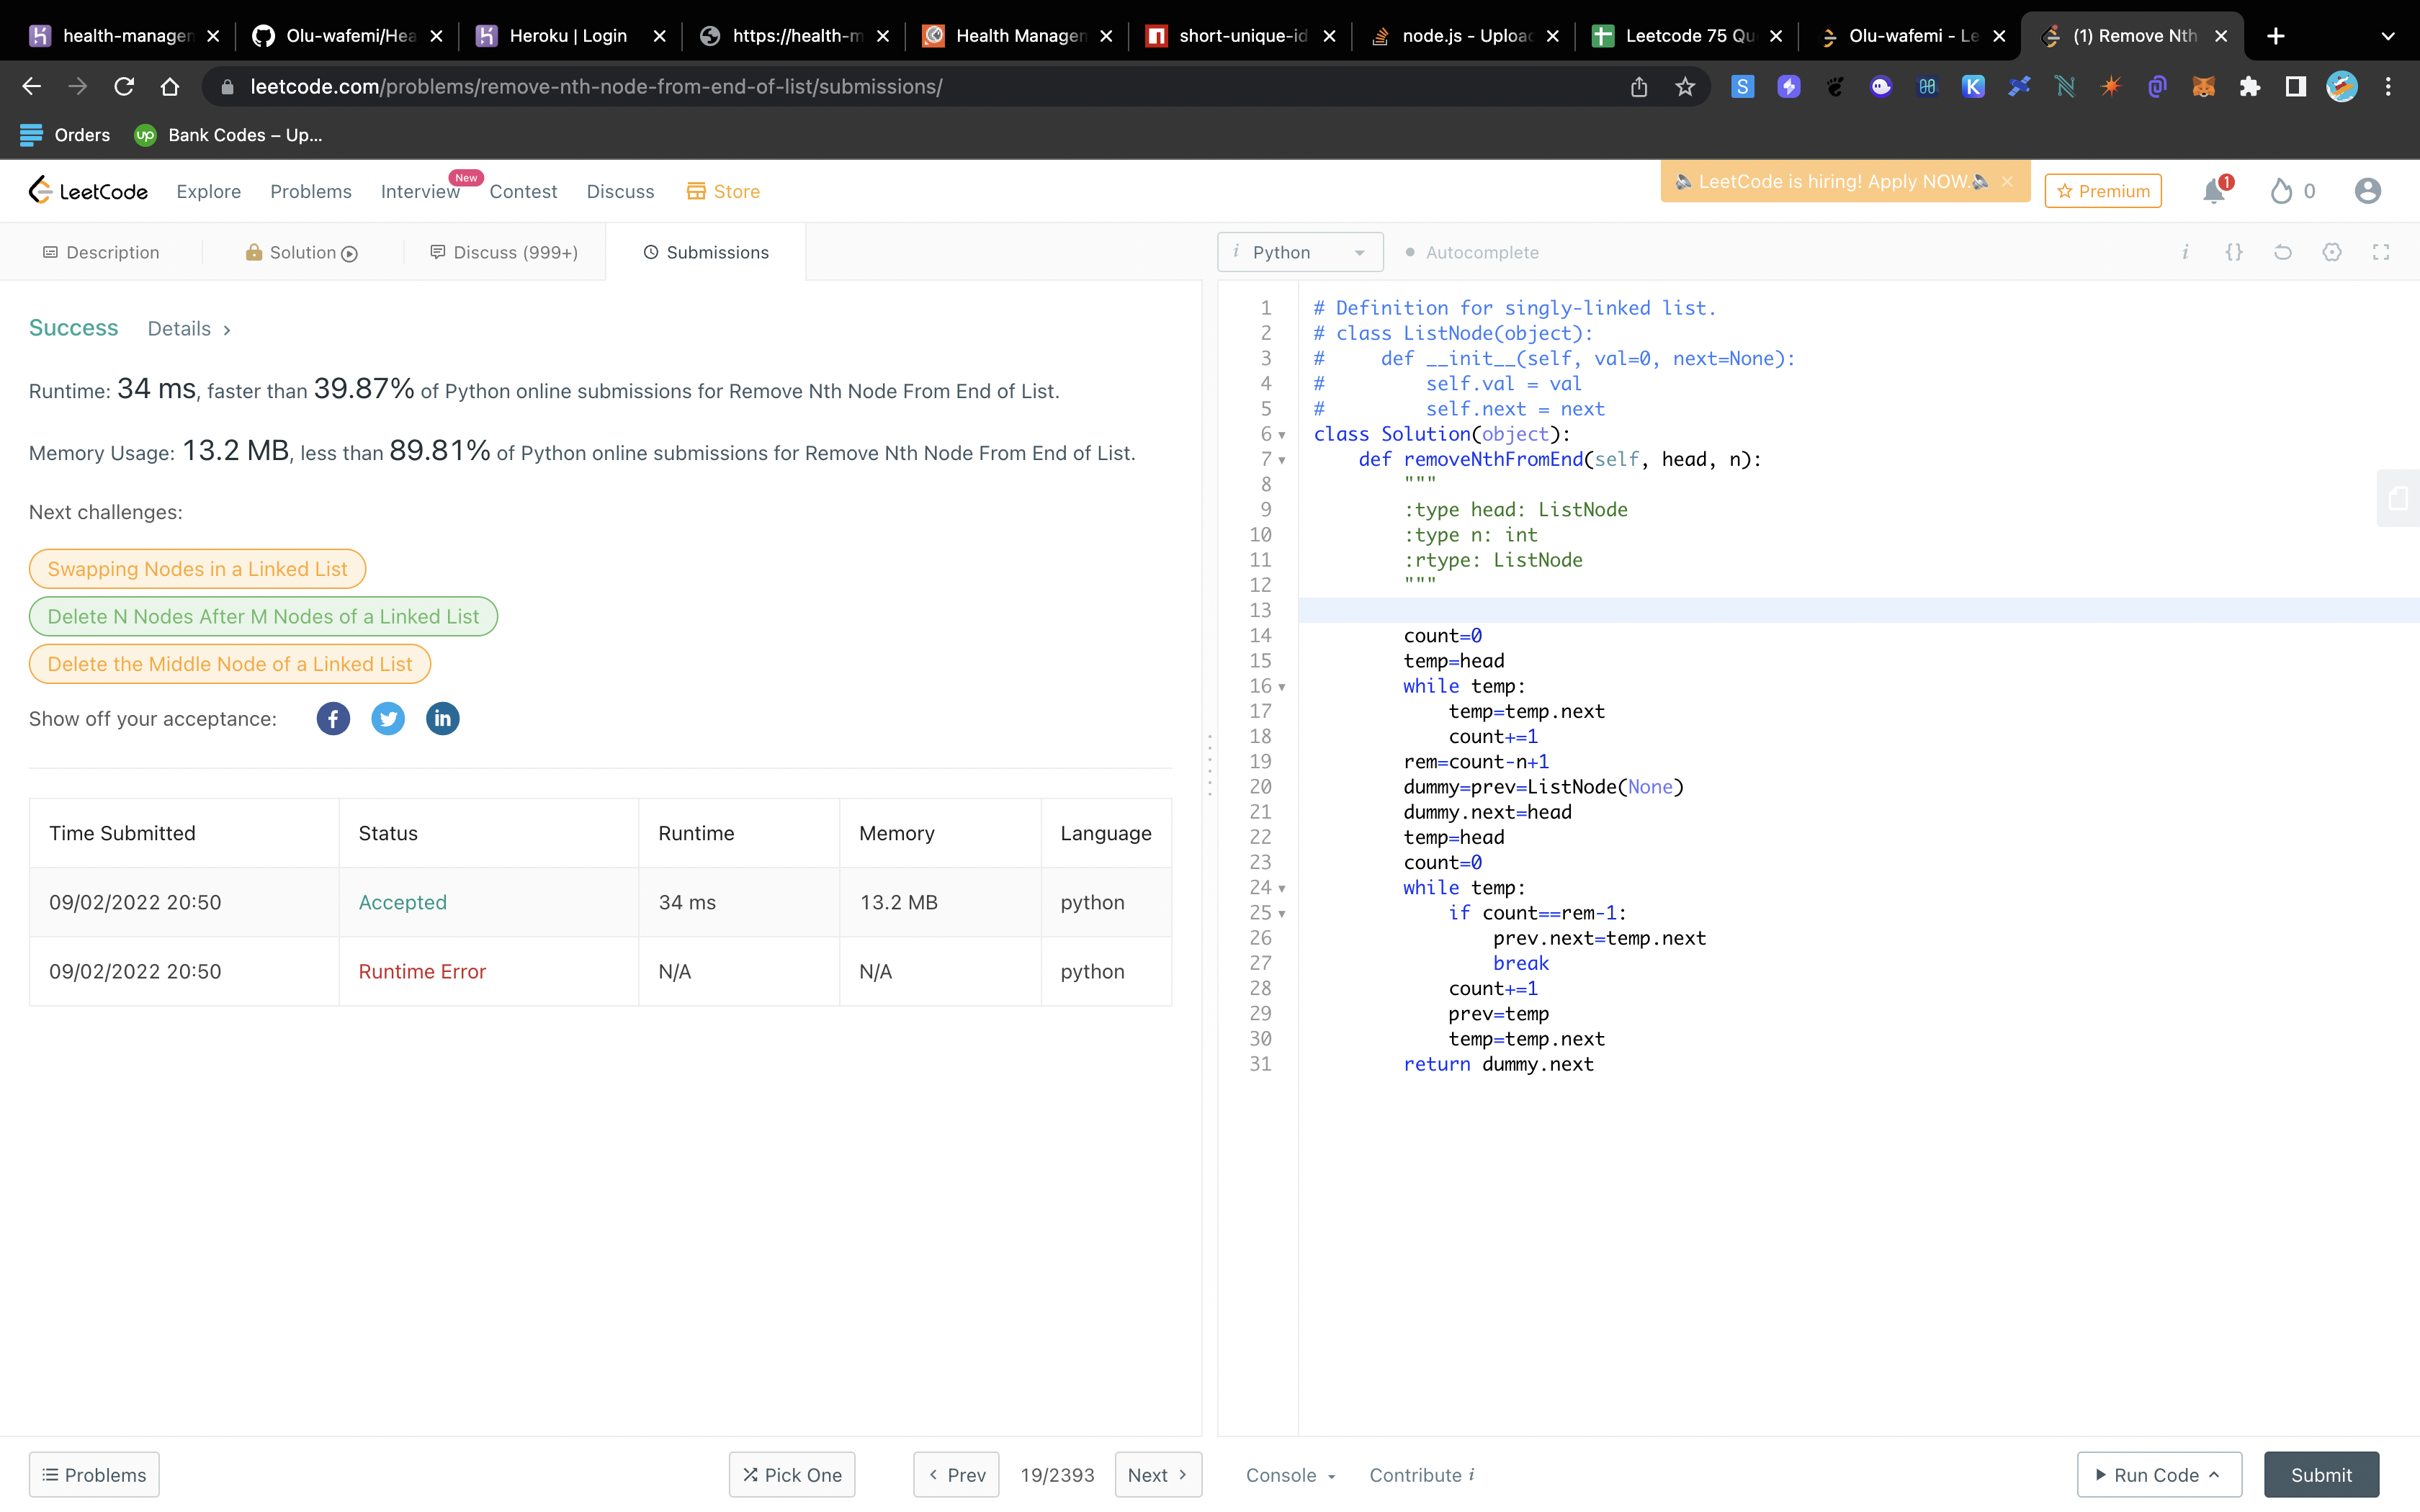 health-managen
Olu-wafemi/Hea
Heroku | Login
https://health-m
Health Managem
short-unique-id
node.js - Upload
Leetcode 75 Qu
Olu-wafemi - Le
(1) Remove Nth
leetcode.com/problems/remove-nth-node-from-end-of-list/submissions/
Orders
Bank Codes – Up...
LeetCode
Explore
Problems
Interview
New
Contest
Discuss
Store
LeetCode is hiring! Apply NOW.
Premium
1
0
Description
Solution
Discuss (999+)
Submissions
i Python
Autocomplete
i {}
Success Details
Runtime: 34 ms, faster than 39.87% of Python online submissions for Remove Nth Node From End of List.
Memory Usage: 13.2 MB, less than 89.81% of Python online submissions for Remove Nth Node From End of List.
Next challenges:
Swapping Nodes in a Linked List
Delete N Nodes After M Nodes of a Linked List
Delete the Middle Node of a Linked List
Show off your acceptance:
Time Submitted Status Runtime Memory Language
09/02/2022 20:50 Accepted 34 ms 13.2 MB python
09/02/2022 20:50 Runtime Error N/A N/A python
1 # Definition for singly-linked list.
2 # class ListNode(object):
3 #     def __init__(self, val=0, next=None):
4 #         self.val = val
5 #         self.next = next
6 class Solution(object):
7     def removeNthFromEnd(self, head, n):
8         """
9         :type head: ListNode
10         :type n: int
11         :rtype: ListNode
12         """
13
14         count=0
15         temp=head
16         while temp:
17             temp=temp.next
18             count+=1
19         rem=count-n+1
20         dummy=prev=ListNode(None)
21         dummy.next=head
22         temp=head
23         count=0
24         while temp:
25             if count==rem-1:
26                 prev.next=temp.next
27                 break
28             count+=1
29             prev=temp
30             temp=temp.next
31         return dummy.next
Problems
Pick One
Prev
19/2393
Next
Console
Contribute i
Run Code
Submit